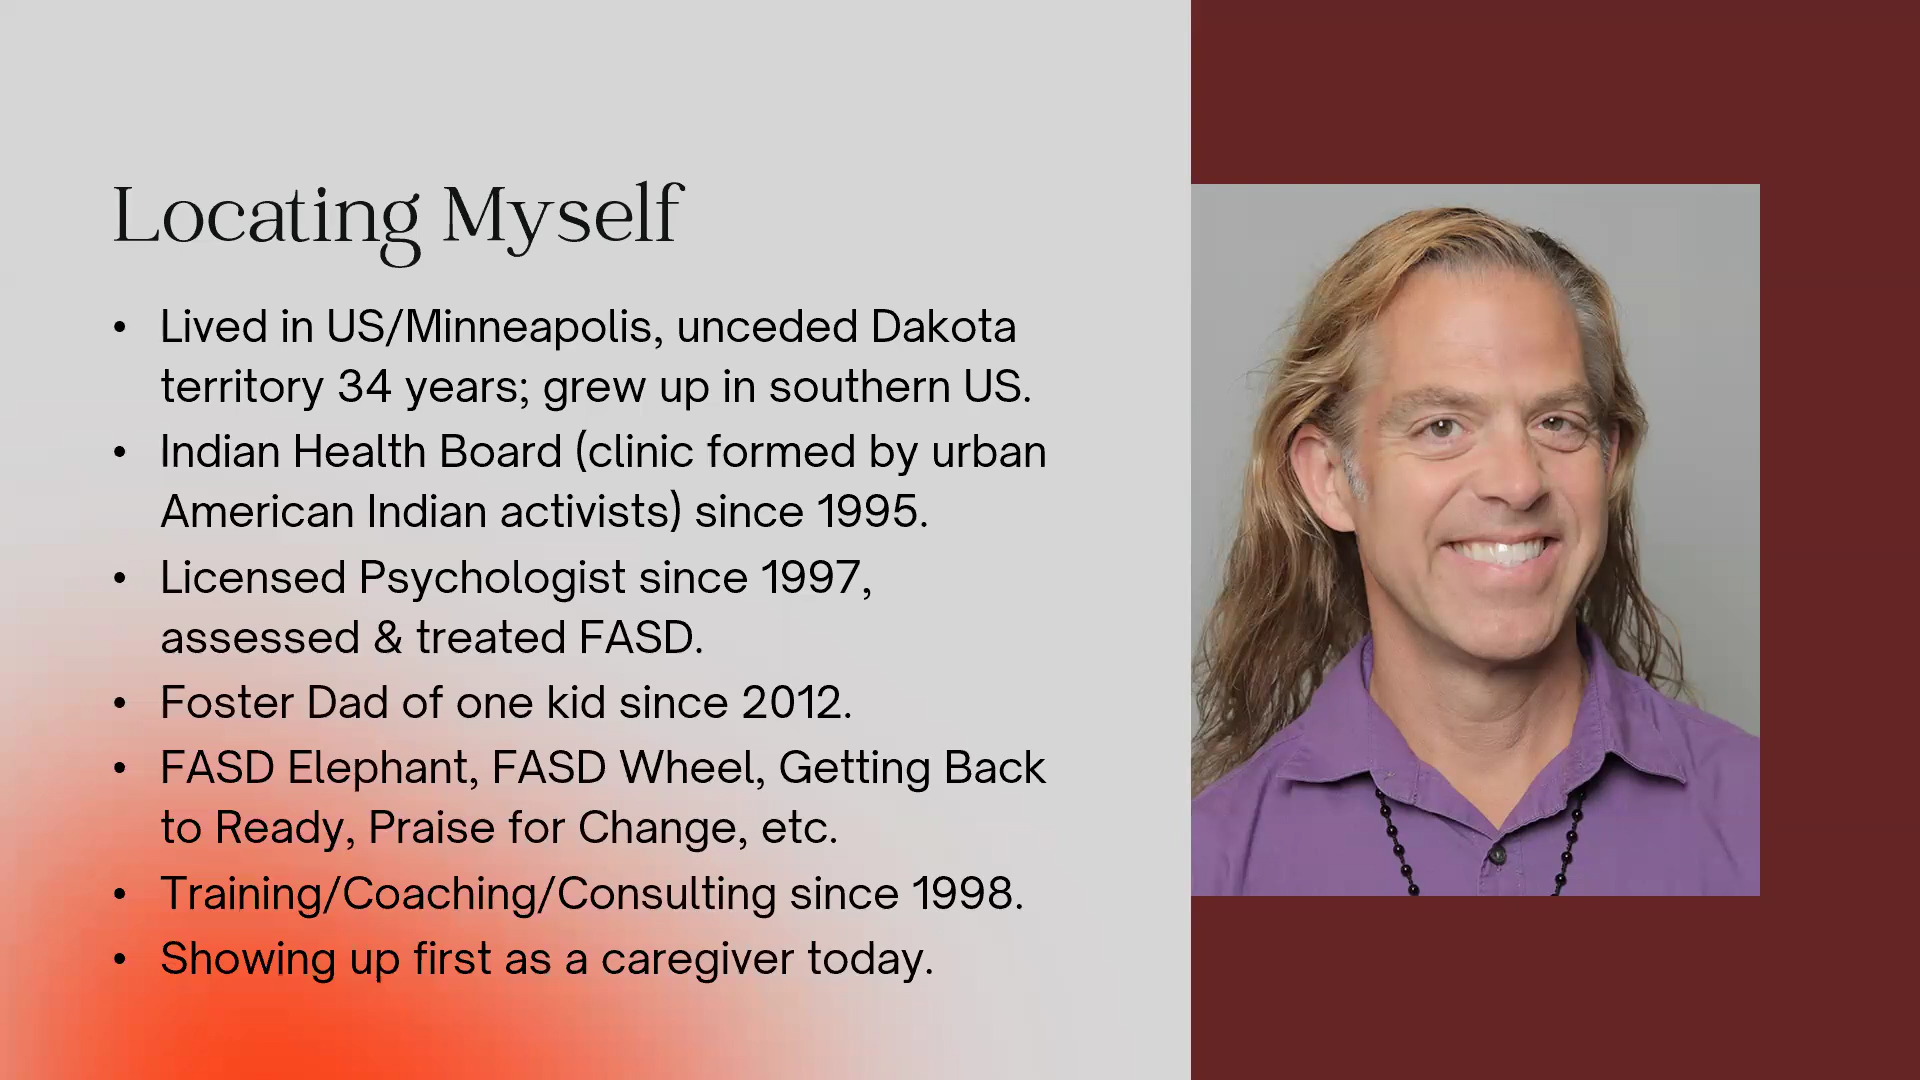 Locating Myself
• Lived in US/Minneapolis, unceded Dakota
territory 34 years; grew up in southern US.
• Indian Health Board (clinic formed by urban
American Indian activists) since 1995.
• Licensed Psychologist since 1997,
assessed & treated FASD.
• Foster Dad of one kid since 2012.
• FASD Elephant, FASD Wheel, Getting Back
to Ready, Praise for Change, etc.
• Training/Coaching/Consulting since 1998.
• Showing up first as a caregiver today.